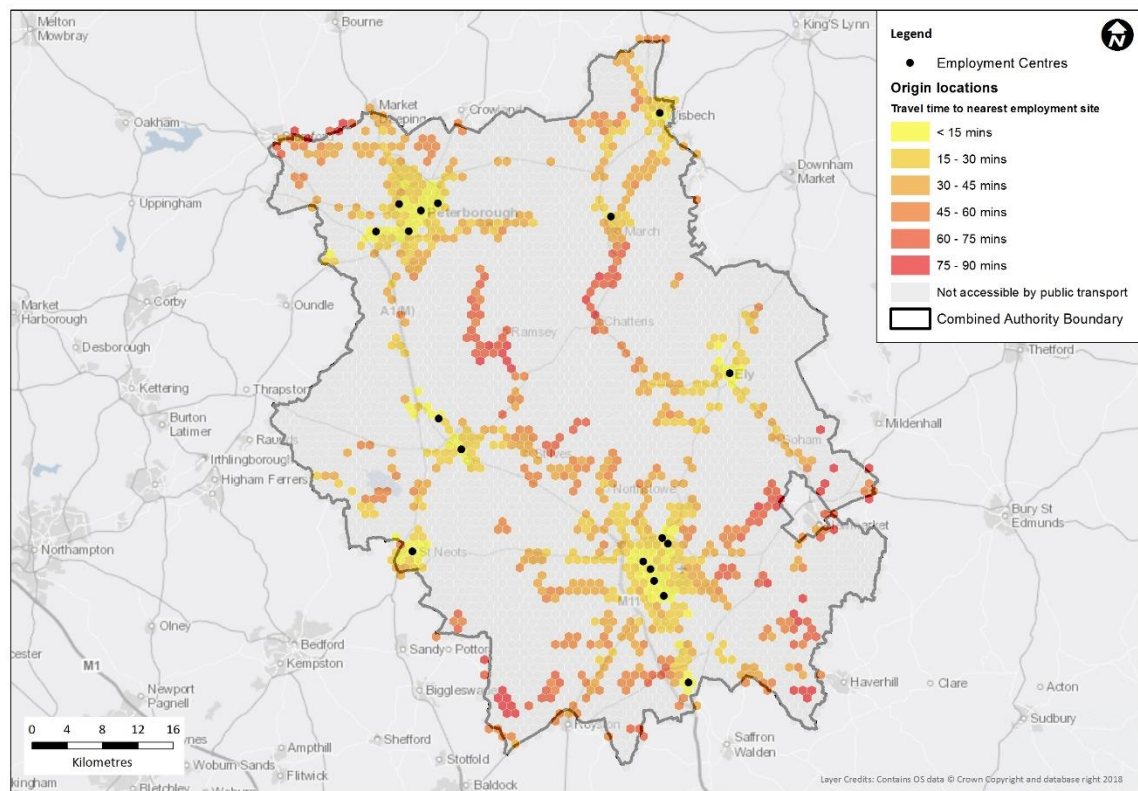 Melton
Mowbray
Bourne
King'S Lynn
Oakham
Market
Crowland
Uppingham
Peterborough
March
Downham
Market
Market
Harborough
Corby
Oundle
A1(M)
Ramsey
Chatteris
Desborough
Kettering
Thrapston
Ely
Thetford
Burton
Latimer
Mildenhall
Soham
Irthlingborough
Higham Ferrers
Northstowe
Bury St
Edmunds
Northampton
St Neots
M11
Olney
Bedford
Kempston
Sandy
M1
Newport
Pagnell
Royston
Haverhill
Clare
Acton
Sudbury
Ampthill
Shefford
Saffron
Walden
Woburn Sands
Flitwick
Stotfold
Bletchley
Woburn
Baldock
Legend
N
Employment Centres
Origin locations
Travel time to nearest employment site
< 15 mins
15 - 30 mins
30 - 45 mins
45 - 60 mins
60 - 75 mins
75 - 90 mins
Not accessible by public transport
Combined Authority Boundary
0 4 8 12 16
Kilometres
Layer Credits: Contains OS data © Crown Copyright and database right 2018